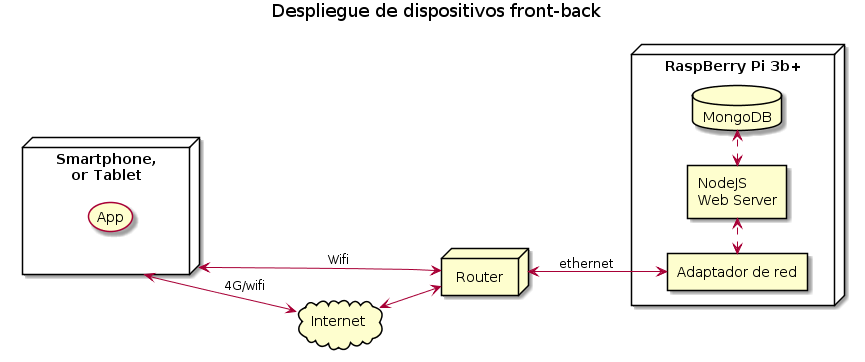 Despliegue de dispositivos front-back
RaspBerry Pi 3b+
MongoDB
Smartphone,
or Tablet
NodeJS
Web Server
App
Wifi
ethernet
Adaptador de red
Router
4G/wifi
Internet